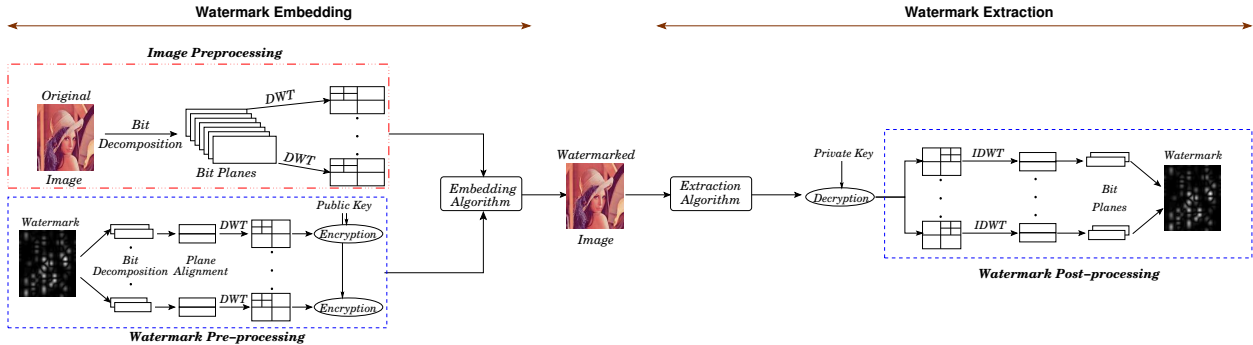 Watermark Embedding
Watermark Extraction
Image Preprocessing
Original
Image
Bit
Decomposition
Bit Planes
DWT
DWT
Watermark
Bit
Decomposition
Plane
Alignment
DWT
DWT
Public Key
Encryption
Encryption
Watermark Pre-processing
Embedding
Algorithm
Watermarked
Image
Extraction
Algorithm
Private Key
Decryption
IDWT
IDWT
Bit
Planes
Watermark
Watermark Post-processing